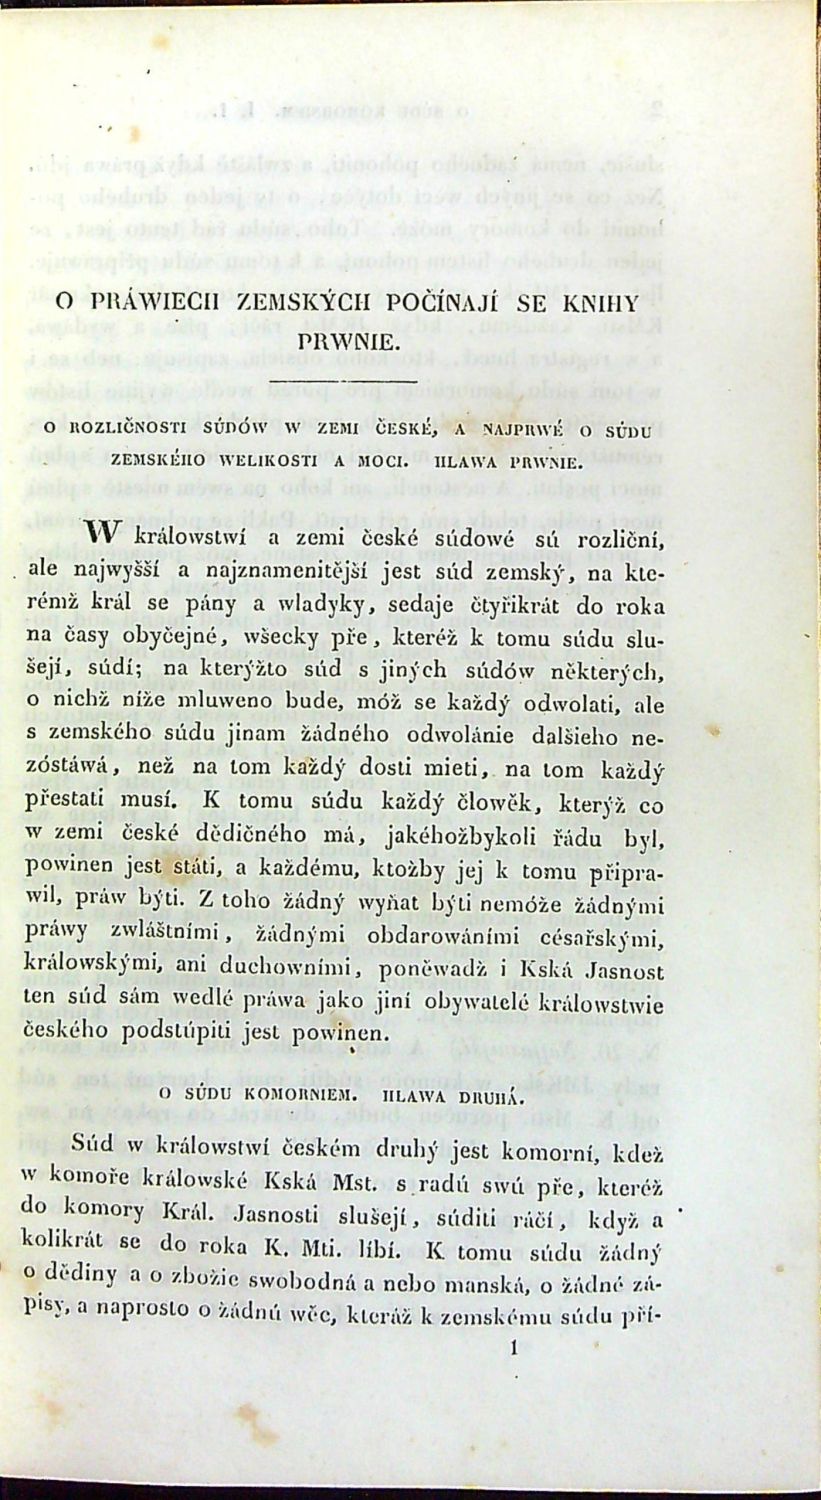 O PRÁWIECH ZEMSKÝCH POČÍNAJÍ SE KNIHY
PRWNIE.
O ROZLIČNOSTI SÚDÓW W ZEMI ČESKÉ, A NAJPRWÉ O SÚDU
ZEMSKÉHO WELIKOSTI A MOCI. HLAWA PRWNIE.
W králowstwí a zemi české súdowé sú rozliční,
ale najwyšší a najznamenitější jest súd zemský, na kte-
rémž král se pány a wladyky, sedaje čtyřikrát do roka
na časy obyčejné, wšecky pře, kteréž k tomu súdu slu-
šejí, súdí; na kterýžto súd s jiných súdów některých,
o nichž níže mluweno bude, móž se každý odwolati, ale
s zemského súdu jinam žádného odwolánie dalšieho ne-
zóstáwá, než na tom každý dosti mieti, na tom každý
přestati musí. K tomu súdu každý člowěk, kterýž co
w zemi české dědičného má, jakéhožbykoli řádu byl,
powinen jest státi, a každému, ktožby jej k tomu připra-
wil, práw býti. Z toho žádný wyňat býti nemóže žádnými
práwy zwláštními, žádnými obdarowáními césařskými,
králowskými, ani duchowními, poněwadž i Kská Jasnost
ten súd sám wedlé práwa jako jiní obywatelé králowstwie
českého podstúpiti jest powinen.
O SÚDU KOMORNIEM. HLAWA DRUHÁ.
Súd w králowstwí českém druhý jest komorní, kdež
w komoře králowské Kská Mst. s radú swú pře, kteréž
do komory Král. Jasnosti slušejí, súditi ráčí, když a
kolikrát se do roka K. Mti. líbí. K tomu súdu žádný
o dědiny a o zbožie swobodná a nebo manská, o žádné zá-
pisy, a naprosto o žádnú wěc, kteráž k zemskému súdu pří-
1